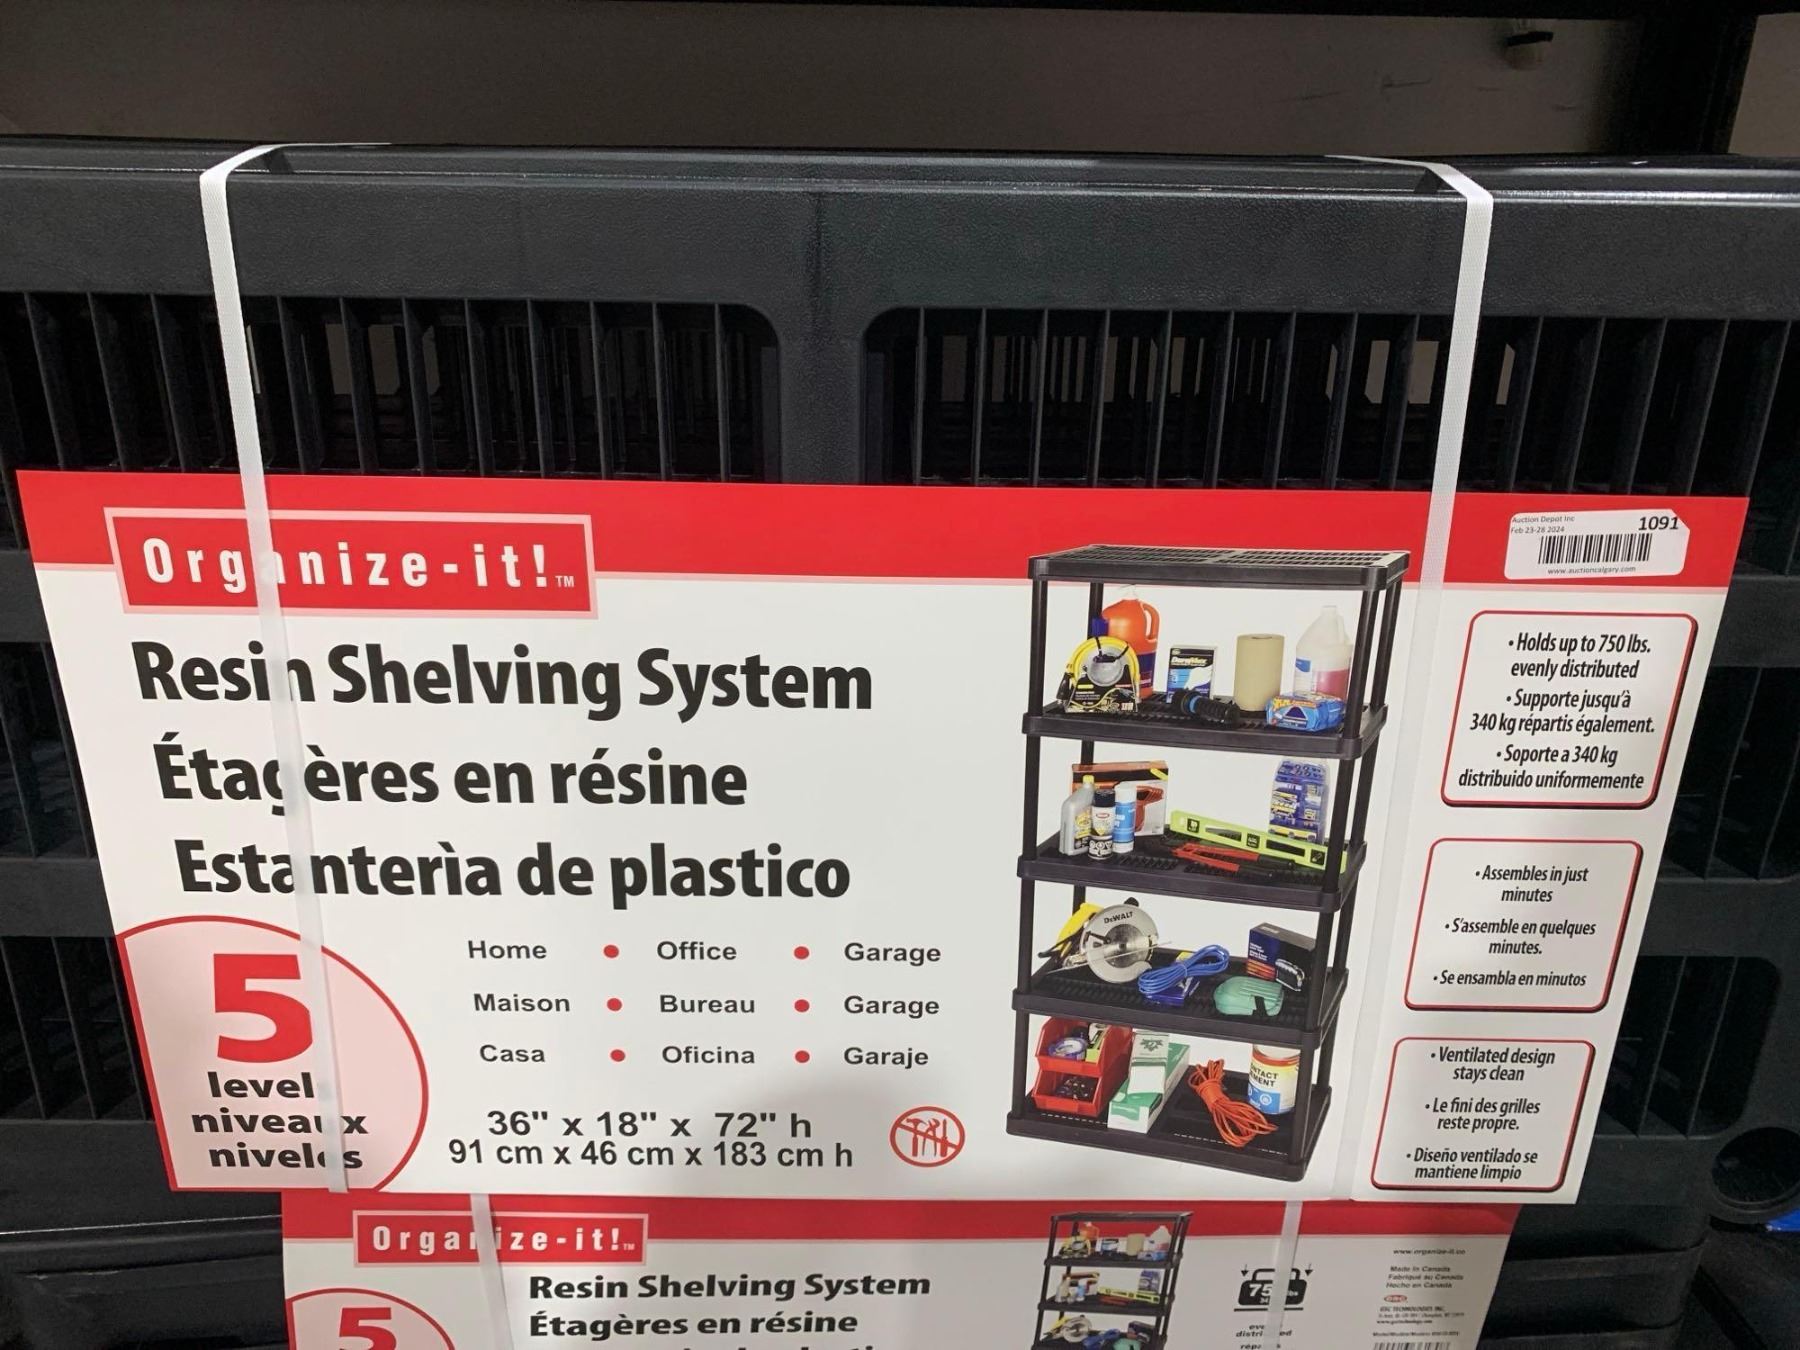 Auction Depot Inc
Feb 23-28 2024
1091
www.auctioncalgary.com
Organize-it!™
Resin Shelving System
Étagères en résine
Estanterìa de plastico
5
level
niveaux
niveles
Home • Office • Garage
Maison • Bureau • Garage
Casa • Oficina • Garaje
36" x 18" x 72" h
91 cm x 46 cm x 183 cm h
DEWALT
• Holds up to 750 lbs.
evenly distributed
• Supporte jusqu'à
340 kg répartis également.
• Soporte a 340 kg
distribuido uniformemente
• Assembles in just
minutes
• S'assemble en quelques
minutes.
• Se ensambla en minutos
• Ventilated design
stays clean
• Le fini des grilles
reste propre.
• Diseño ventilado se
mantiene limpio
Organize-it!™
Resin Shelving System
Étagères en résine
5
www.organize-it.co
Made in Canada
Fabriqué au Canada
Hecho en Canadá